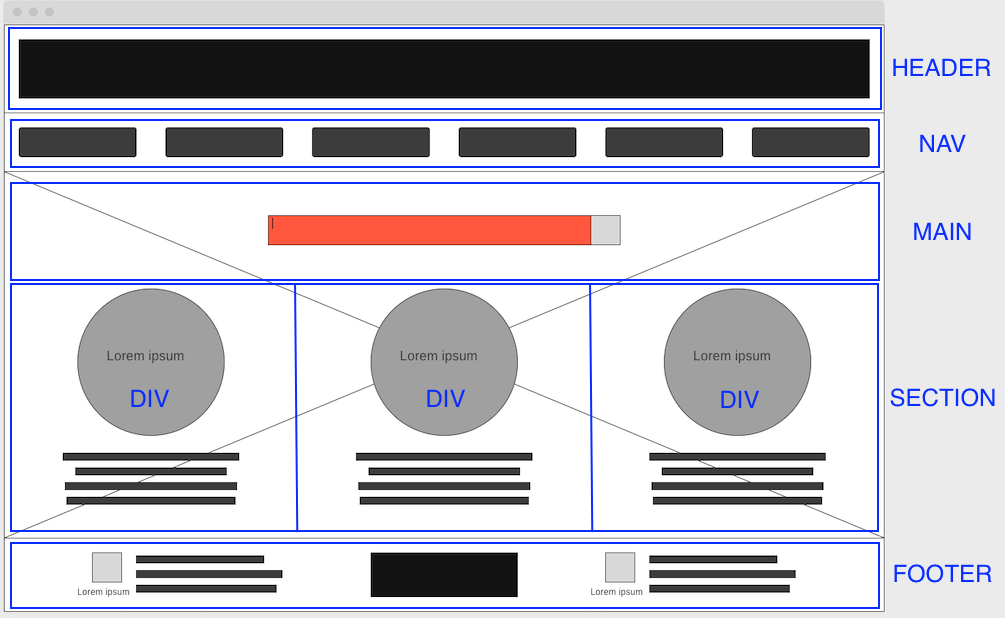 HEADER
NAV
MAIN
Lorem ipsum
DIV
Lorem ipsum
DIV
Lorem ipsum
DIV
SECTION
Lorem ipsum
Lorem ipsum
FOOTER